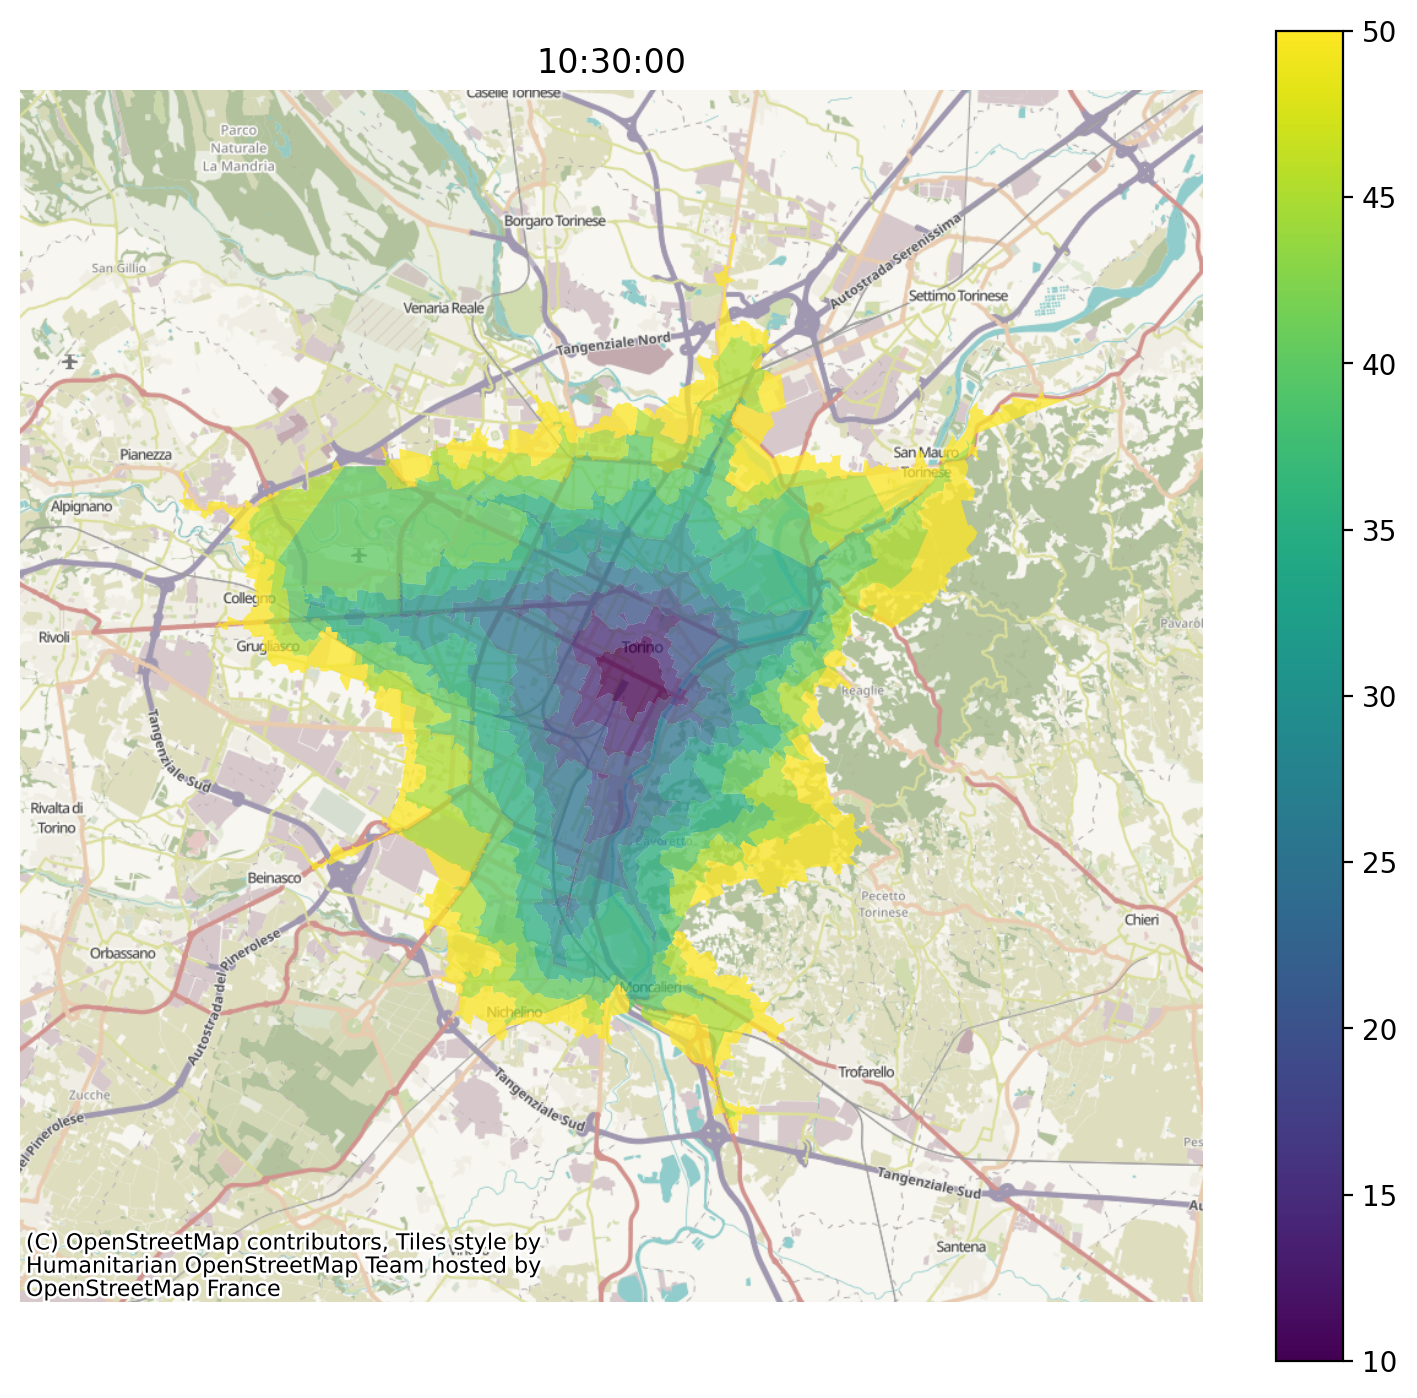 10:30:00
50
45
40
35
30
25
20
15
10
Caselle Torinese
Parco
Naturale
La Mandria
Borgaro Torinese
Autostrada Serenissima
San Gillio
Settimo Torinese
Venaria Reale
Tangenziale Nord
Pianezza
San Mauro
Torinese
Alpignano
Collegno
Pavarol
Rivoli
Grugliasco
Torino
Tangenziale Sud
Rivalta di
Torino
Cavoretto
Beinasco
Pecetto
Torinese
Chieri
Orbassano
Autostrada del Pinerolese
Moncalieri
Nichelino
Trofarello
Zucche
Tangenziale Sud
Pes
Tangenziale Sud
Au
Santena
(C) OpenStreetMap contributors, Tiles style by
Humanitarian OpenStreetMap Team hosted by
OpenStreetMap France